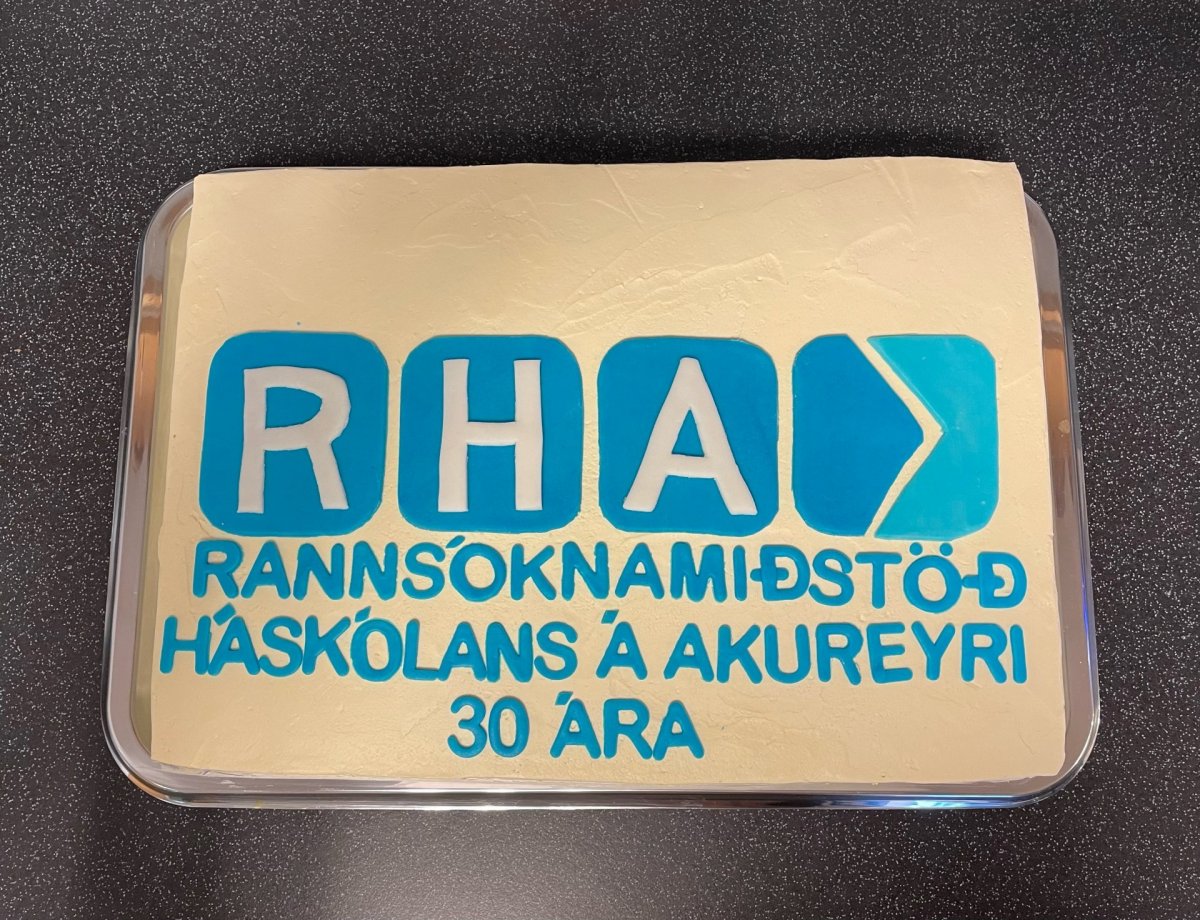 RHA
RANNSÓKNAMIÐSTÖÐ
HÁSKÓLANS Á AKUREYRI
30 ÁRA